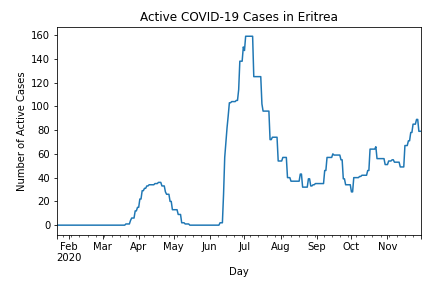 Active COVID-19 Cases in Eritrea
160
140
120
100
80
60
40
20
0
Number of Active Cases
Feb Mar Apr May Jun Jul Aug Sep Oct Nov
2020
Day